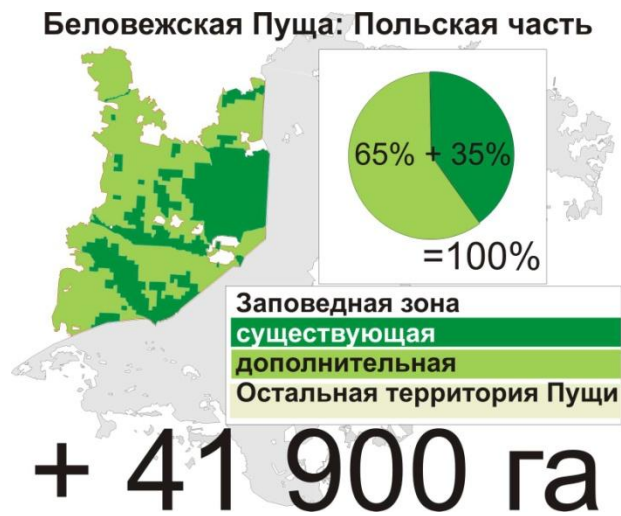 Беловежская Пуща: Польская часть
65% + 35%
=100%
Заповедная зона
существующая
дополнительная
Остальная территория Пущи
+ 41 900 га